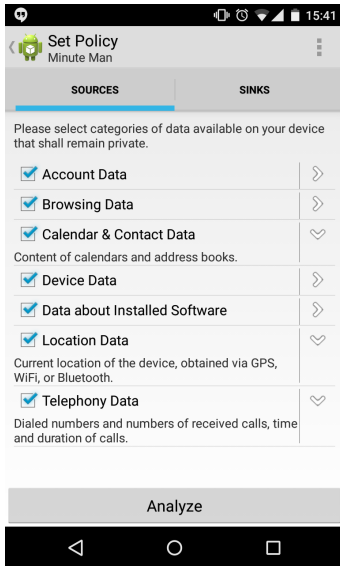 15:41
Set Policy
Minute Man
SOURCES SINKS
Please select categories of data available on your device
that shall remain private.
Account Data
Browsing Data
Calendar & Contact Data
Content of calendars and address books.
Device Data
Data about Installed Software
Location Data
Current location of the device, obtained via GPS,
WiFi, or Bluetooth.
Telephony Data
Dialed numbers and numbers of received calls, time
and duration of calls.
Analyze